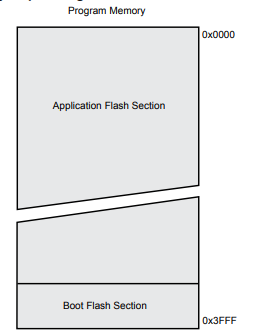 Program Memory
0x0000
Application Flash Section
Boot Flash Section
0x3FFF